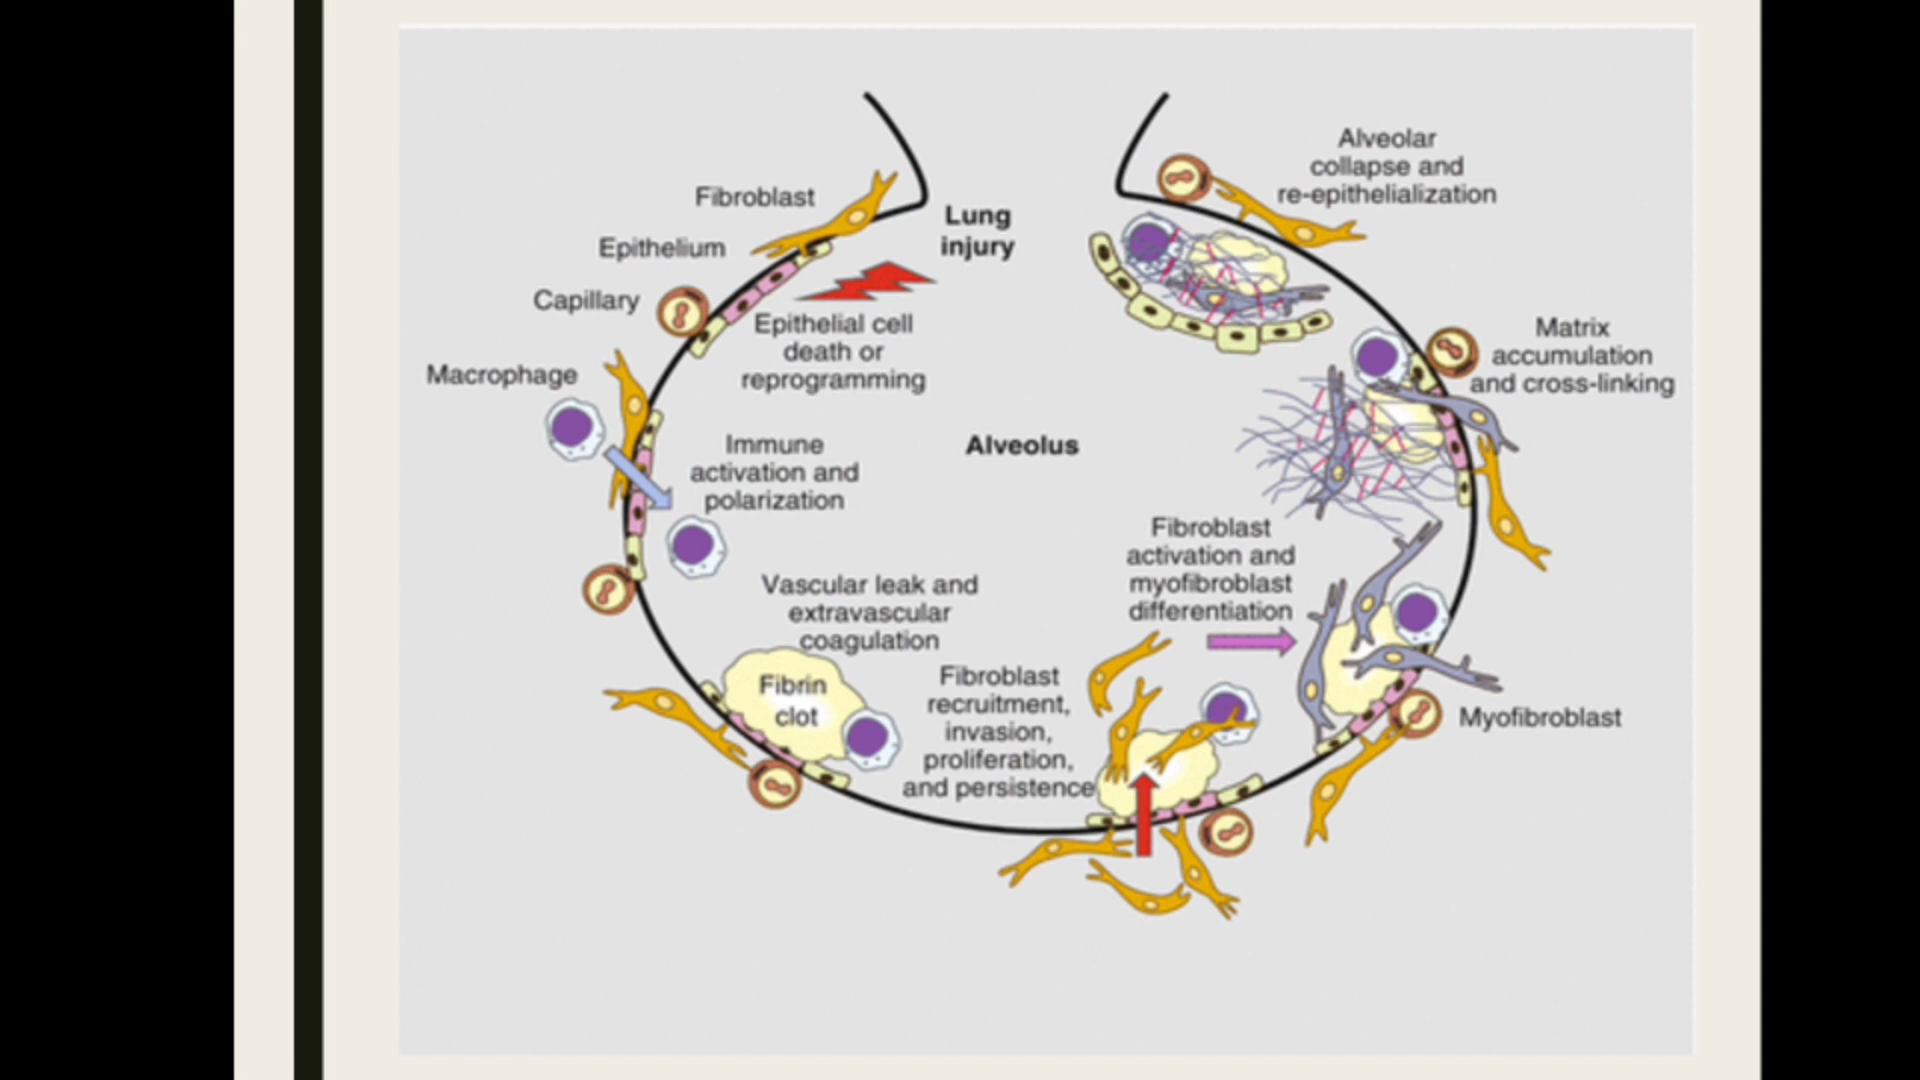 Fibroblast
Epithelium
Capillary
Macrophage
Lung
injury
Epithelial cell
death or
reprogramming
Immune
activation and
polarization
Alveolus
Vascular leak and
extravascular
coagulation
Fibrin
clot
Fibroblast
recruitment,
invasion,
proliferation,
and persistence
Fibroblast
activation and
myofibroblast
differentiation
Myofibroblast
Matrix
accumulation
and cross-linking
Alveolar
collapse and
re-epithelialization